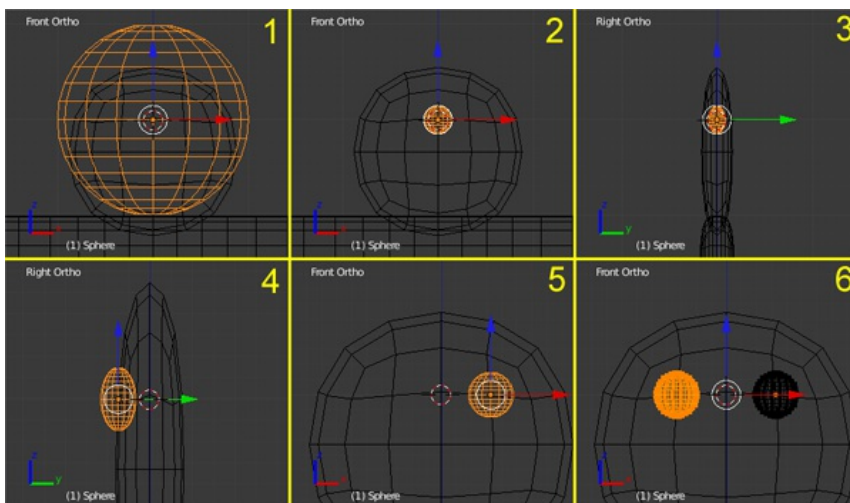 Front Ortho
1
z
x
(1) Sphere
Front Ortho
2
z
x
(1) Sphere
Right Ortho
3
z
y
(1) Sphere
Right Ortho
4
z
y
(1) Sphere
Front Ortho
5
z
x
(1) Sphere
Front Ortho
6
z
x
(1) Sphere